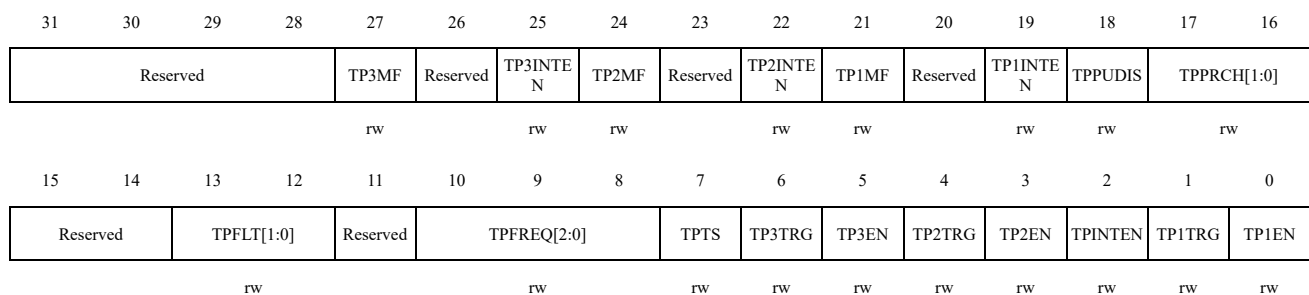 31 30 29 28 27 26 25 24 23 22 21 20 19 18 17 16
Reserved TP3MF Reserved TP3INTE TP2MF Reserved TP2INTE TP1MF Reserved TP1INTE TPPUDIS TPPRCH[1:0]
N N N
rw rw rw rw rw rw rw rw
15 14 13 12 11 10 9 8 7 6 5 4 3 2 1 0
Reserved TPFLT[1:0] Reserved TPFREQ[2:0] TPTS TP3TRG TP3EN TP2TRG TP2EN TPINTEN TP1TRG TP1EN
rw rw rw rw rw rw rw rw rw rw